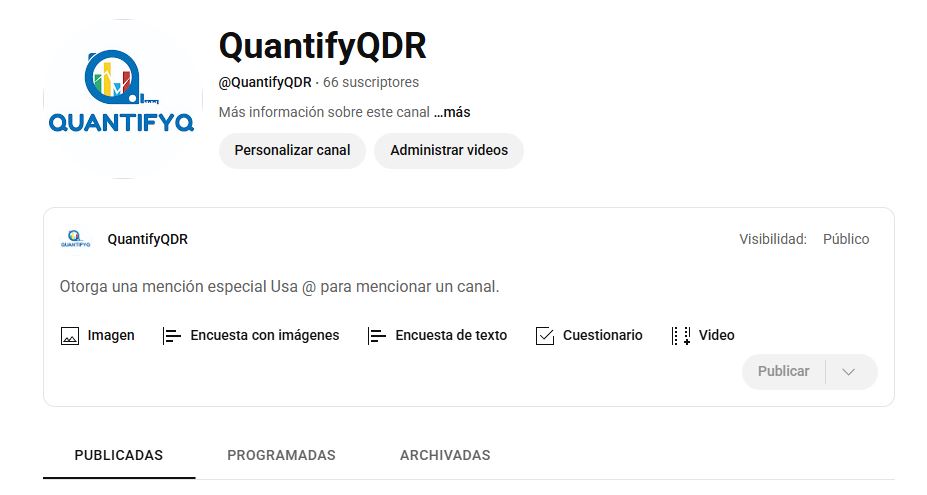 QuantifyQDR
@QuantifyQDR · 66 suscriptores
Más información sobre este canal ...más
Personalizar canal Administrar videos
QUANTIFYQ
QUANTIFYQ
QuantifyQDR Visibilidad: Público
Otorga una mención especial Usa @ para mencionar un canal.
Imagen Encuesta con imágenes Encuesta de texto Cuestionario Video
Publicar
PUBLICADAS PROGRAMADAS ARCHIVADAS